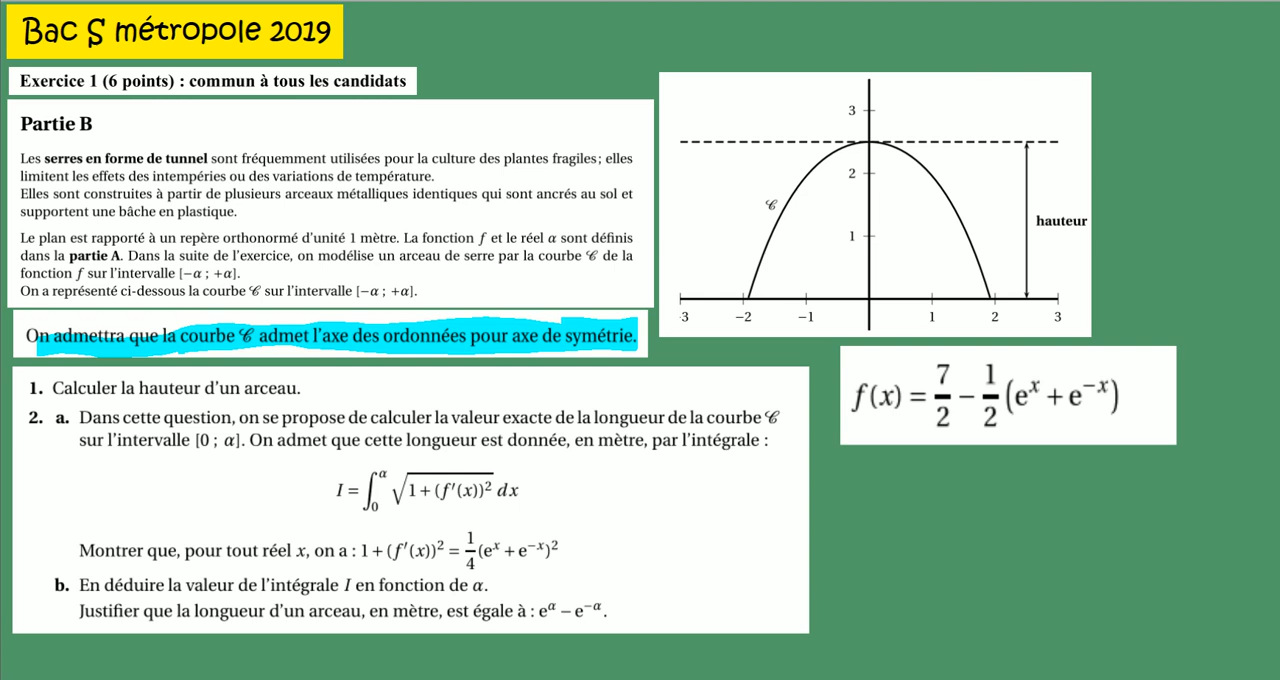 Bac S métropole 2019
Exercice 1 (6 points) : commun à tous les candidats
Partie B
Les serres en forme de tunnel sont fréquemment utilisées pour la culture des plantes fragiles; elles
limitent les effets des intempéries ou des variations de température.
Elles sont construites à partir de plusieurs arceaux métalliques identiques qui sont ancrés au sol et
supportent une bâche en plastique.
Le plan est rapporté à un repère orthonormé d'unité 1 mètre. La fonction f et le réel α sont définis
dans la partie A. Dans la suite de l'exercice, on modélise un arceau de serre par la courbe 𝒞 de la
fonction f sur l'intervalle [−α ; +α].
On a représenté ci-dessous la courbe 𝒞 sur l'intervalle [−α ; +α].
On admettra que la courbe 𝒞 admet l'axe des ordonnées pour axe de symétrie.
3
2
𝒞
hauteur
1
·3 −2 −1 1 2 3
f(x) = 7/2 − 1/2 (e^x + e^−x)
1. Calculer la hauteur d'un arceau.
2. a. Dans cette question, on se propose de calculer la valeur exacte de la longueur de la courbe 𝒞
sur l'intervalle [0 ; α]. On admet que cette longueur est donnée, en mètre, par l'intégrale :
I = ∫₀^α √(1 + (f′(x))²) dx
Montrer que, pour tout réel x, on a : 1 + (f′(x))² = 1/4 (e^x + e^−x)²
b. En déduire la valeur de l'intégrale I en fonction de α.
Justifier que la longueur d'un arceau, en mètre, est égale à : e^α − e^−α.